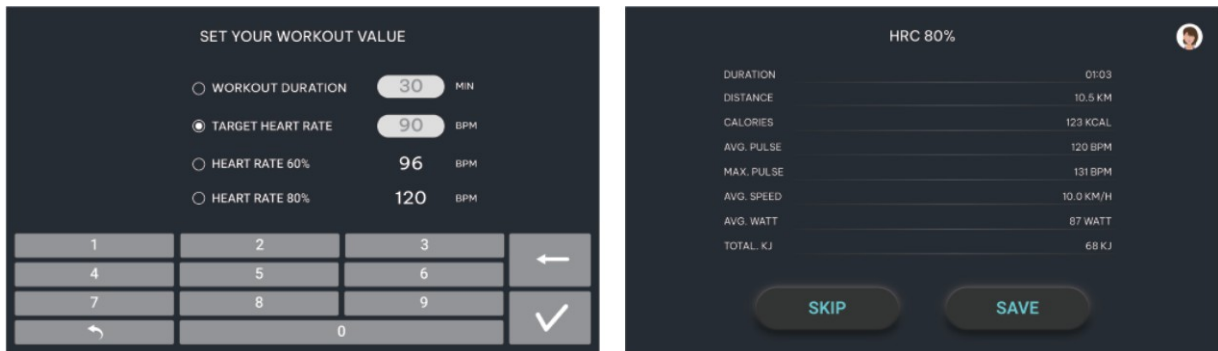 SET YOUR WORKOUT VALUE
WORKOUT DURATION 30 MIN
TARGET HEART RATE 90 BPM
HEART RATE 60% 96 BPM
HEART RATE 80% 120 BPM
1 2 3
4 5 6
7 8 9
0
HRC 80%
DURATION 01:03
DISTANCE 10.5 KM
CALORIES 123 KCAL
AVG. PULSE 120 BPM
MAX. PULSE 131 BPM
AVG. SPEED 10.0 KM/H
AVG. WATT 87 WATT
TOTAL. KJ 68 KJ
SKIP SAVE